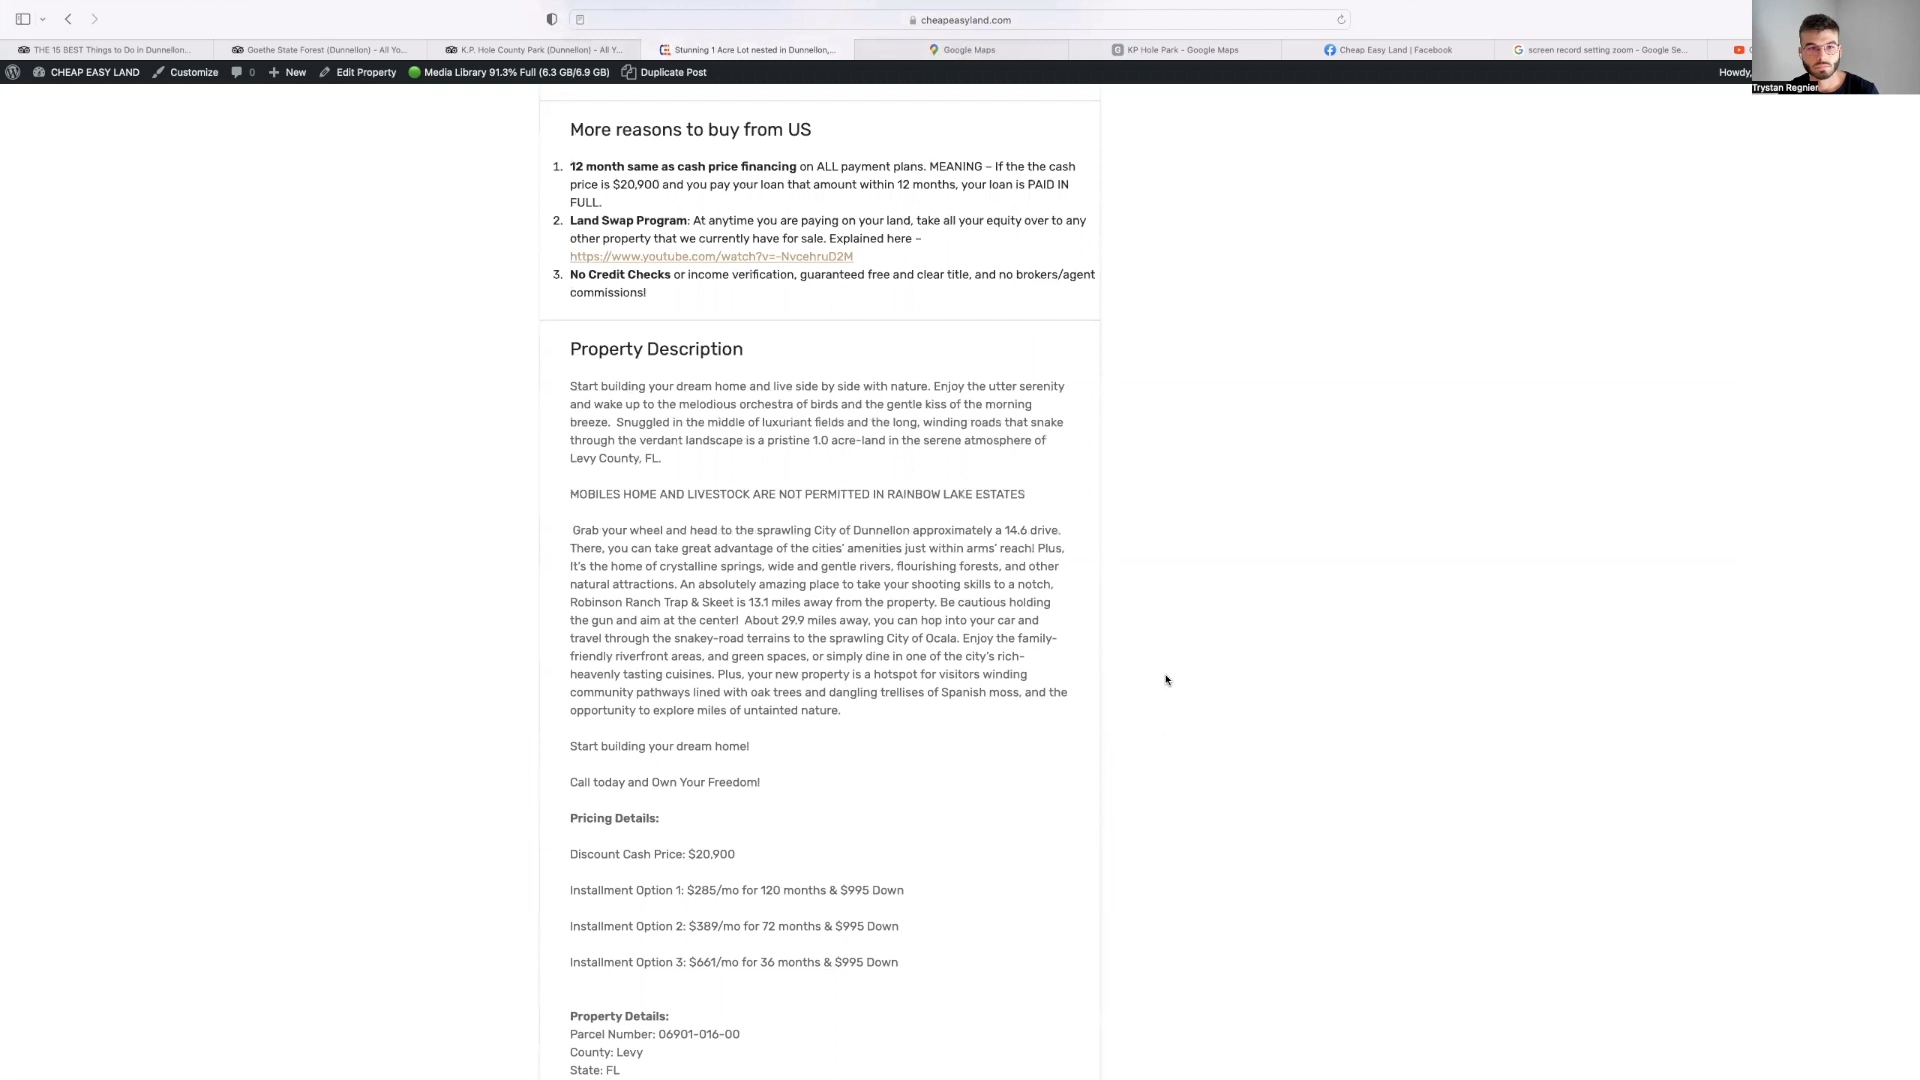 cheapeasyland.com
THE 15 BEST Things to Do in Dunnellon...
Goethe State Forest (Dunnellon) - All Yo...
K.P. Hole County Park (Dunnellon) - All Y...
Stunning 1 Acre Lot nested in Dunnellon,...
Google Maps
KP Hole Park - Google Maps
Cheap Easy Land | Facebook
screen record setting zoom - Google Se...
CHEAP EASY LAND
Customize
0
New
Edit Property
Media Library 91.3% Full (6.3 GB/6.9 GB)
Duplicate Post
Howdy,
Trystan Regnier
More reasons to buy from US
1. 12 month same as cash price financing on ALL payment plans. MEANING – If the the cash
price is $20,900 and you pay your loan that amount within 12 months, your loan is PAID IN
FULL.
2. Land Swap Program: At anytime you are paying on your land, take all your equity over to any
other property that we currently have for sale. Explained here –
https://www.youtube.com/watch?v=-NvcehruD2M
3. No Credit Checks or income verification, guaranteed free and clear title, and no brokers/agent
commissions!
Property Description
Start building your dream home and live side by side with nature. Enjoy the utter serenity
and wake up to the melodious orchestra of birds and the gentle kiss of the morning
breeze. Snuggled in the middle of luxuriant fields and the long, winding roads that snake
through the verdant landscape is a pristine 1.0 acre-land in the serene atmosphere of
Levy County, FL.
MOBILES HOME AND LIVESTOCK ARE NOT PERMITTED IN RAINBOW LAKE ESTATES
Grab your wheel and head to the sprawling City of Dunnellon approximately a 14.6 drive.
There, you can take great advantage of the cities' amenities just within arms' reach! Plus,
It's the home of crystalline springs, wide and gentle rivers, flourishing forests, and other
natural attractions. An absolutely amazing place to take your shooting skills to a notch,
Robinson Ranch Trap & Skeet is 13.1 miles away from the property. Be cautious holding
the gun and aim at the center! About 29.9 miles away, you can hop into your car and
travel through the snakey-road terrains to the sprawling City of Ocala. Enjoy the family-
friendly riverfront areas, and green spaces, or simply dine in one of the city's rich-
heavenly tasting cuisines. Plus, your new property is a hotspot for visitors winding
community pathways lined with oak trees and dangling trellises of Spanish moss, and the
opportunity to explore miles of untainted nature.
Start building your dream home!
Call today and Own Your Freedom!
Pricing Details:
Discount Cash Price: $20,900
Installment Option 1: $285/mo for 120 months & $995 Down
Installment Option 2: $389/mo for 72 months & $995 Down
Installment Option 3: $661/mo for 36 months & $995 Down
Property Details:
Parcel Number: 06901-016-00
County: Levy
State: FL